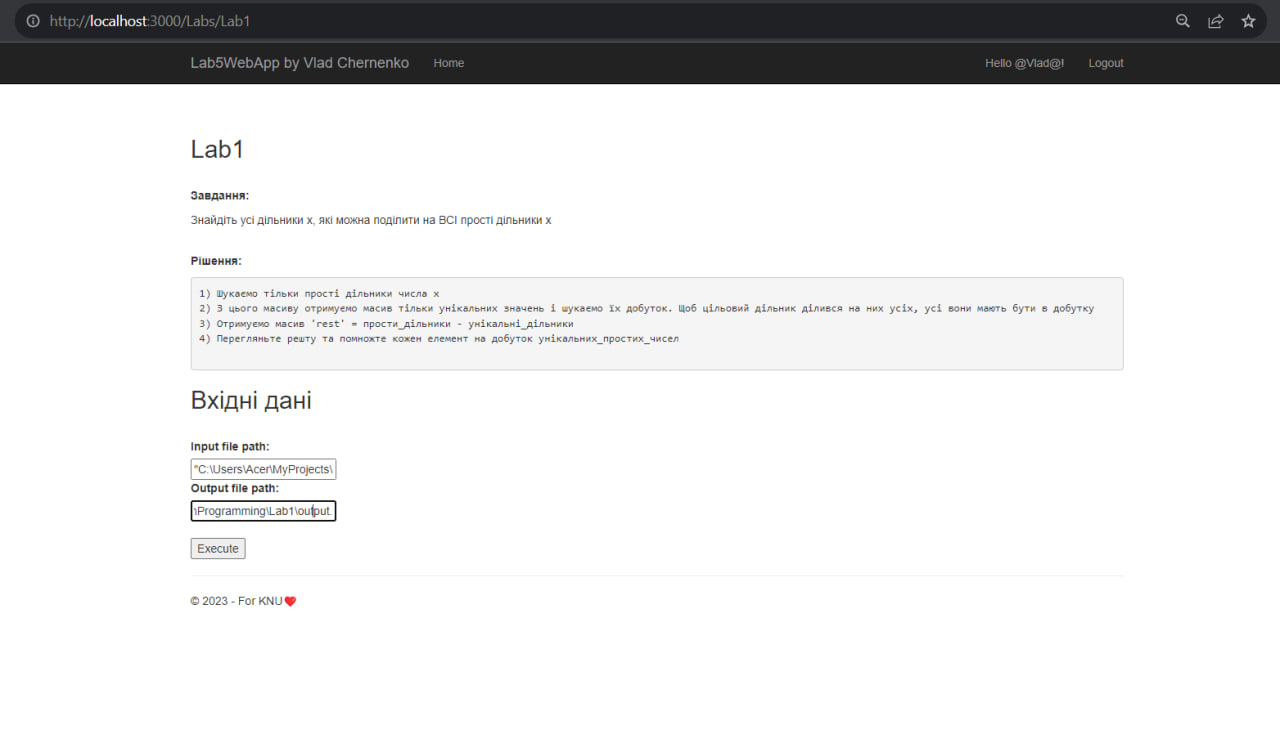 http://localhost:3000/Labs/Lab1
Lab5WebApp by Vlad Chernenko Home Hello @Vlad@! Logout
Lab1
Завдання:
Знайдіть усі дільники x, які можна поділити на ВСІ прості дільники x
Рішення:
1) Шукаємо тільки прості дільники числа x
2) З цього масиву отримуємо масив тільки унікальних значень і шукаємо їх добуток. Щоб цільовий дільник ділився на них усіх, усі вони мають бути в добутку
3) Отримуємо масив 'rest' = прости_дільники - унікальні_дільники
4) Перегляньте решту та помножте кожен елемент на добуток унікальних_простих_чисел
Вхідні дані
Input file path:
"C:\Users\Acer\MyProjects\
Output file path:
Programming\Lab1\output.
Execute
© 2023 - For KNU❤️